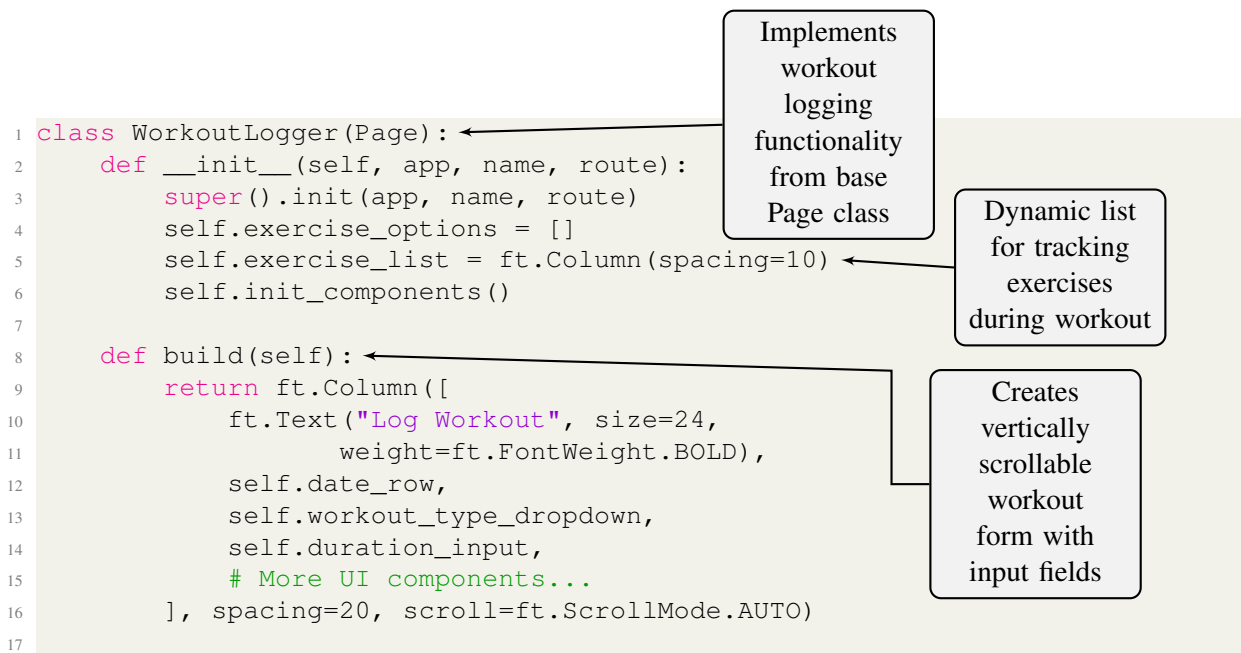 Implements
workout
logging
functionality
from base
Page class
1 class WorkoutLogger(Page):
2     def __init__(self, app, name, route):
3         super().init(app, name, route)
4         self.exercise_options = []
5         self.exercise_list = ft.Column(spacing=10)
6         self.init_components()
7
8     def build(self):
9         return ft.Column([
10             ft.Text("Log Workout", size=24,
11                    weight=ft.FontWeight.BOLD),
12             self.date_row,
13             self.workout_type_dropdown,
14             self.duration_input,
15             # More UI components...
16         ], spacing=20, scroll=ft.ScrollMode.AUTO)
17
Dynamic list
for tracking
exercises
during workout
Creates
vertically
scrollable
workout
form with
input fields